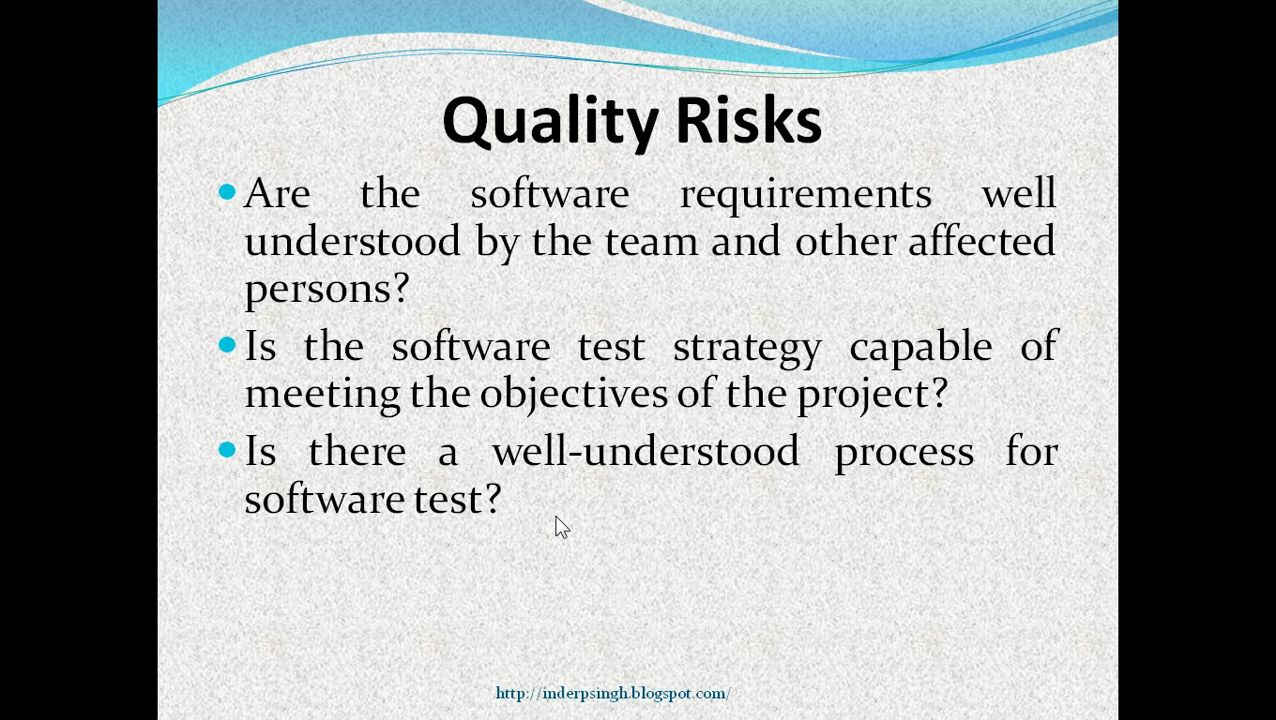 Quality Risks
Are the software requirements well
understood by the team and other affected
persons?
Is the software test strategy capable of
meeting the objectives of the project?
Is there a well-understood process for
software test?
http://inderpsingh.blogspot.com/